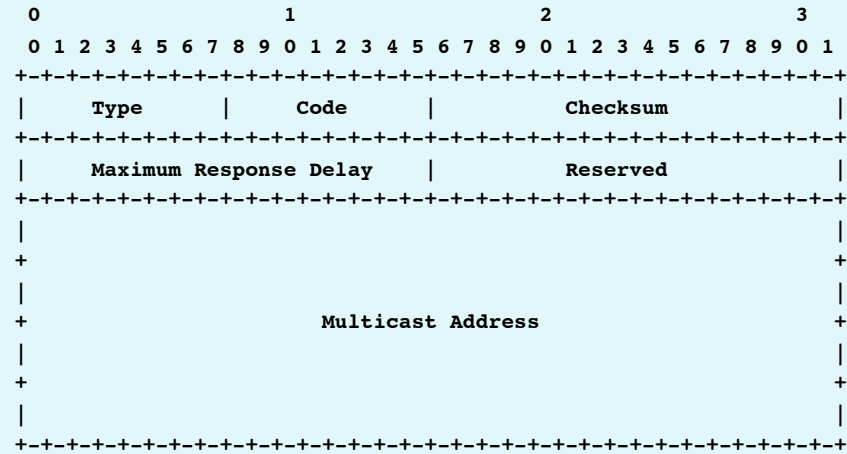 0                   1                   2                   3
 0 1 2 3 4 5 6 7 8 9 0 1 2 3 4 5 6 7 8 9 0 1 2 3 4 5 6 7 8 9 0 1
+-+-+-+-+-+-+-+-+-+-+-+-+-+-+-+-+-+-+-+-+-+-+-+-+-+-+-+-+-+-+-+-+
|     Type      |     Code      |          Checksum             |
+-+-+-+-+-+-+-+-+-+-+-+-+-+-+-+-+-+-+-+-+-+-+-+-+-+-+-+-+-+-+-+-+
|     Maximum Response Delay    |          Reserved             |
+-+-+-+-+-+-+-+-+-+-+-+-+-+-+-+-+-+-+-+-+-+-+-+-+-+-+-+-+-+-+-+-+
|                                                               |
+                                                               +
|                                                               |
+                       Multicast Address                       +
|                                                               |
+                                                               +
|                                                               |
+-+-+-+-+-+-+-+-+-+-+-+-+-+-+-+-+-+-+-+-+-+-+-+-+-+-+-+-+-+-+-+-+